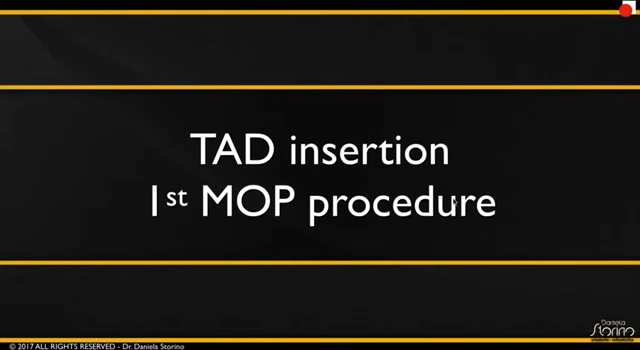 TAD insertion
1st MOP procedure
Daniela
Storino
© 2017 ALL RIGHTS RESERVED - Dr. Daniela Storino